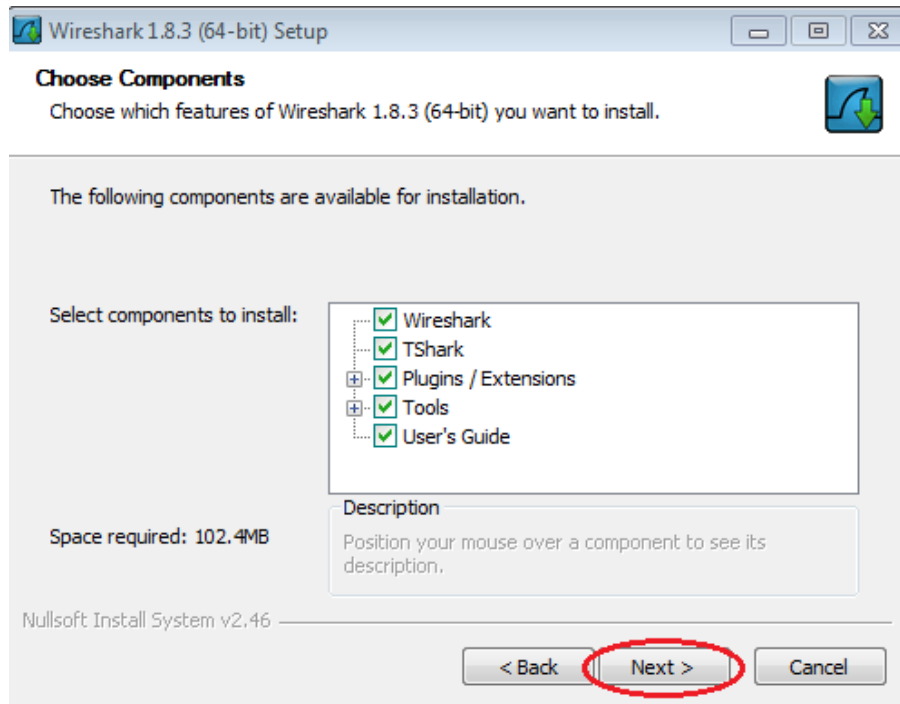 Wireshark 1.8.3 (64-bit) Setup
Choose Components
Choose which features of Wireshark 1.8.3 (64-bit) you want to install.
The following components are available for installation.
Select components to install:
Wireshark
TShark
Plugins / Extensions
Tools
User's Guide
Space required: 102.4MB
Description
Position your mouse over a component to see its
description.
Nullsoft Install System v2.46
< Back
Next >
Cancel